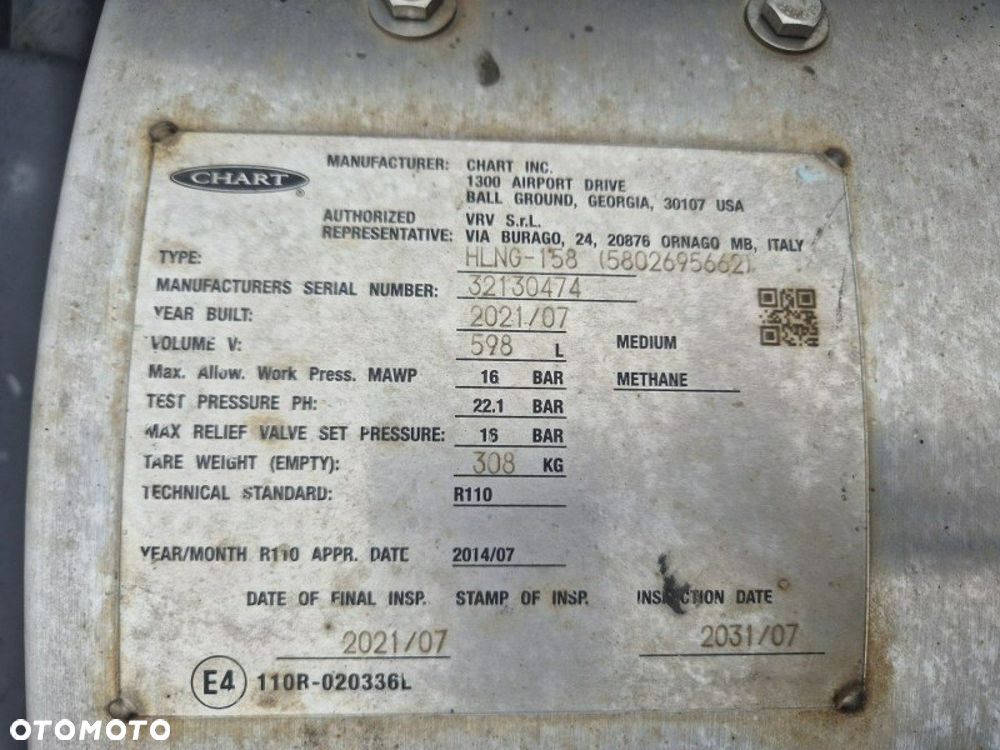 CHART®
MANUFACTURER: CHART INC.
1300 AIRPORT DRIVE
BALL GROUND, GEORGIA, 30107 USA
AUTHORIZED REPRESENTATIVE: VRV S.r.L.
VIA BURAGO, 24, 20876 ORNAGO MB, ITALY
TYPE: HLNG-158 (5802695662)
MANUFACTURERS SERIAL NUMBER: 32130474
YEAR BUILT: 2021/07
VOLUME V: 598 L MEDIUM
Max. Allow. Work Press. MAWP 16 BAR METHANE
TEST PRESSURE PH: 22.1 BAR
MAX RELIEF VALVE SET PRESSURE: 16 BAR
TARE WEIGHT (EMPTY): 308 KG
TECHNICAL STANDARD: R110
YEAR/MONTH R110 APPR. DATE 2014/07
DATE OF FINAL INSP. STAMP OF INSP. INSPECTION DATE
2021/07 2031/07
E4 110R-020336L
OTOMOTO